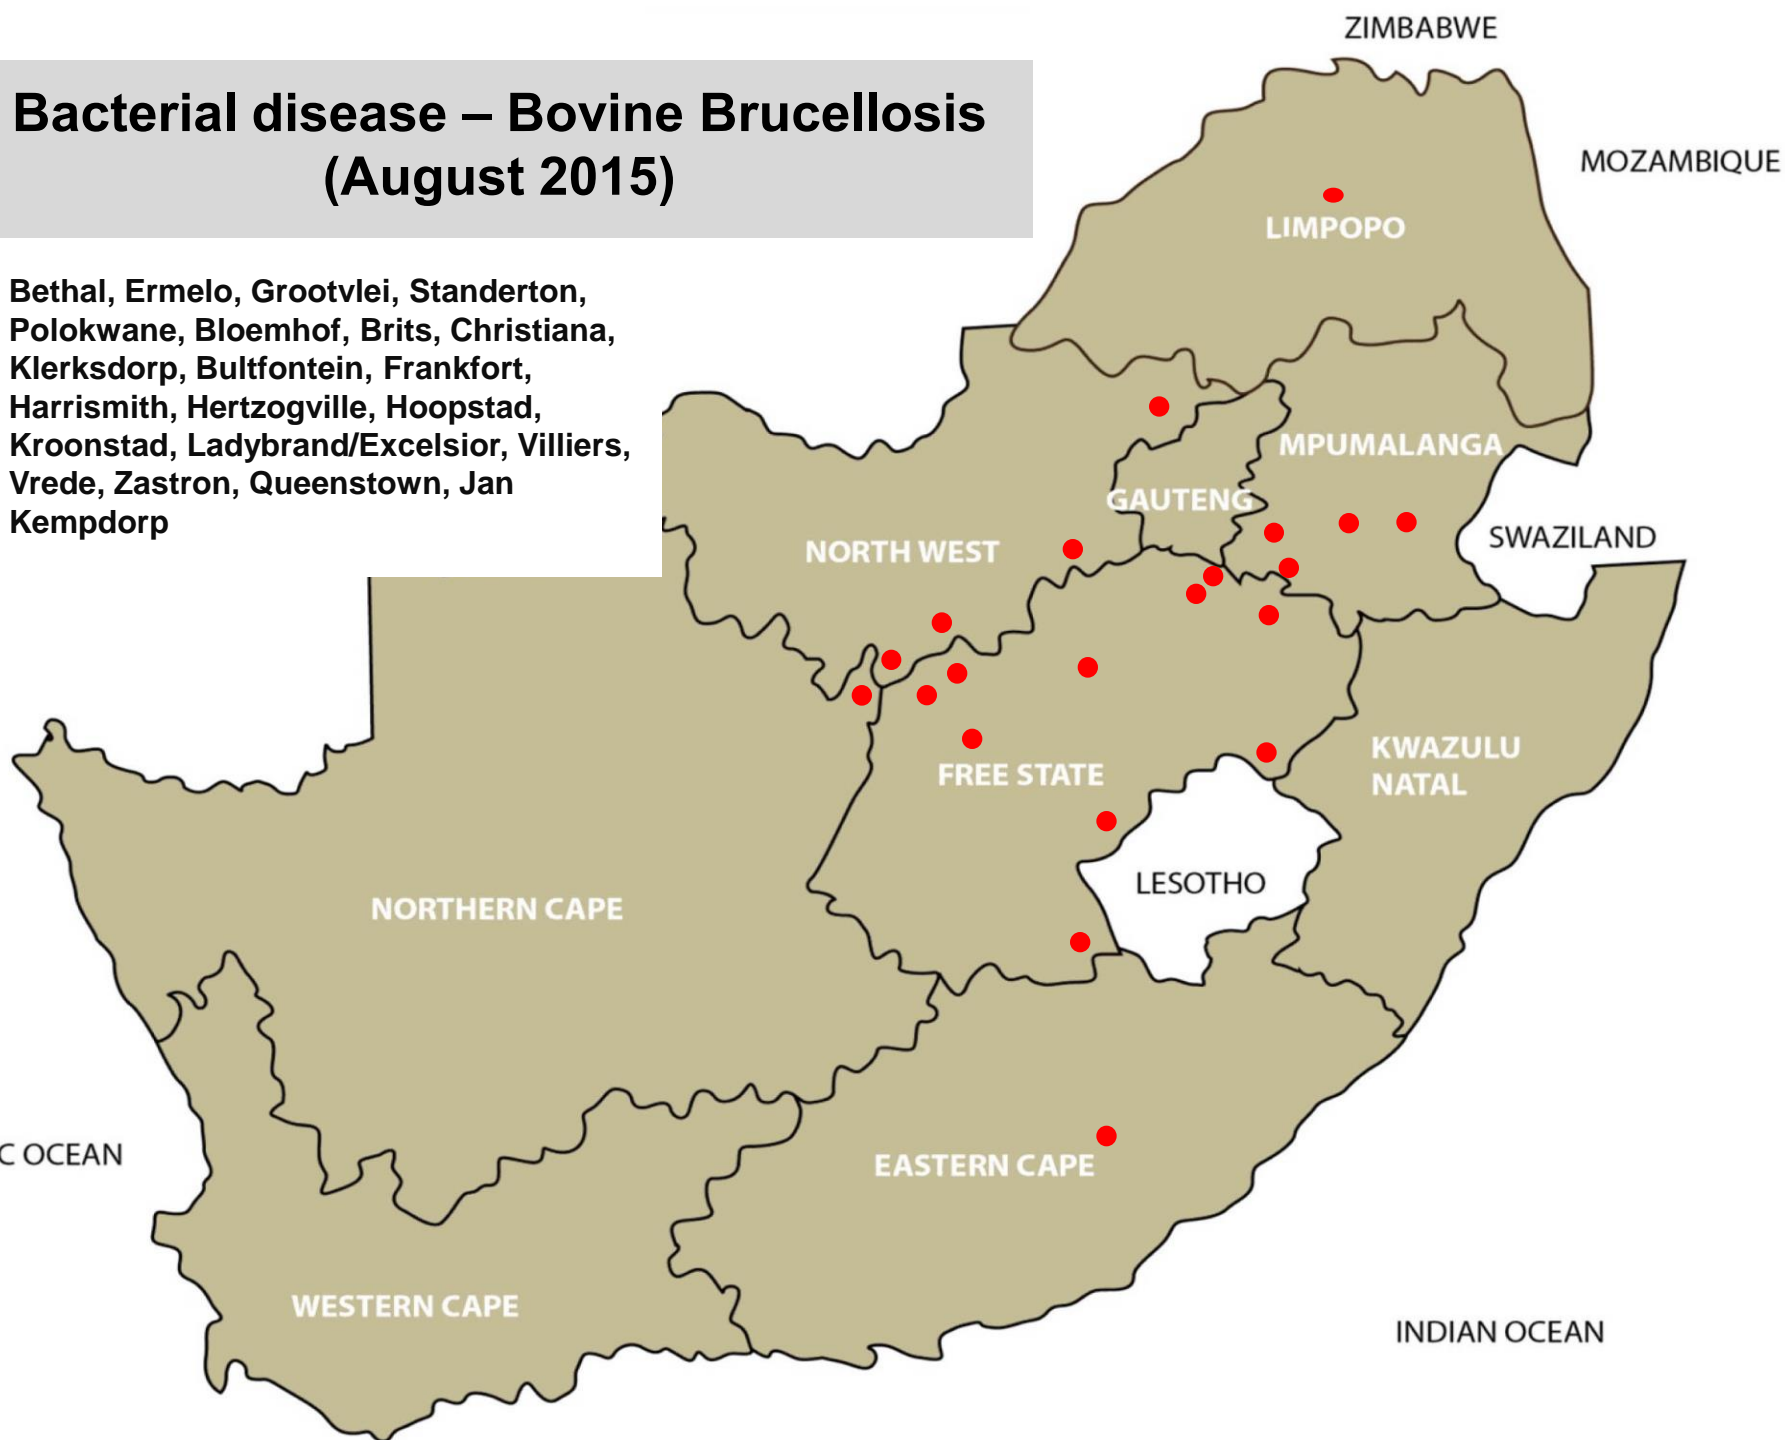 ZIMBABWE
Bacterial disease – Bovine Brucellosis
(August 2015)
MOZAMBIQUE
LIMPOPO
Bethal, Ermelo, Grootvlei, Standerton,
Polokwane, Bloemhof, Brits, Christiana,
Klerksdorp, Bultfontein, Frankfort,
Harrismith, Hertzogville, Hoopstad,
Kroonstad, Ladybrand/Excelsior, Villiers,
Vrede, Zastron, Queenstown, Jan
Kempdorp
MPUMALANGA
GAUTENG
SWAZILAND
NORTH WEST
KWAZULU
NATAL
FREE STATE
LESOTHO
NORTHERN CAPE
C OCEAN
EASTERN CAPE
WESTERN CAPE
INDIAN OCEAN